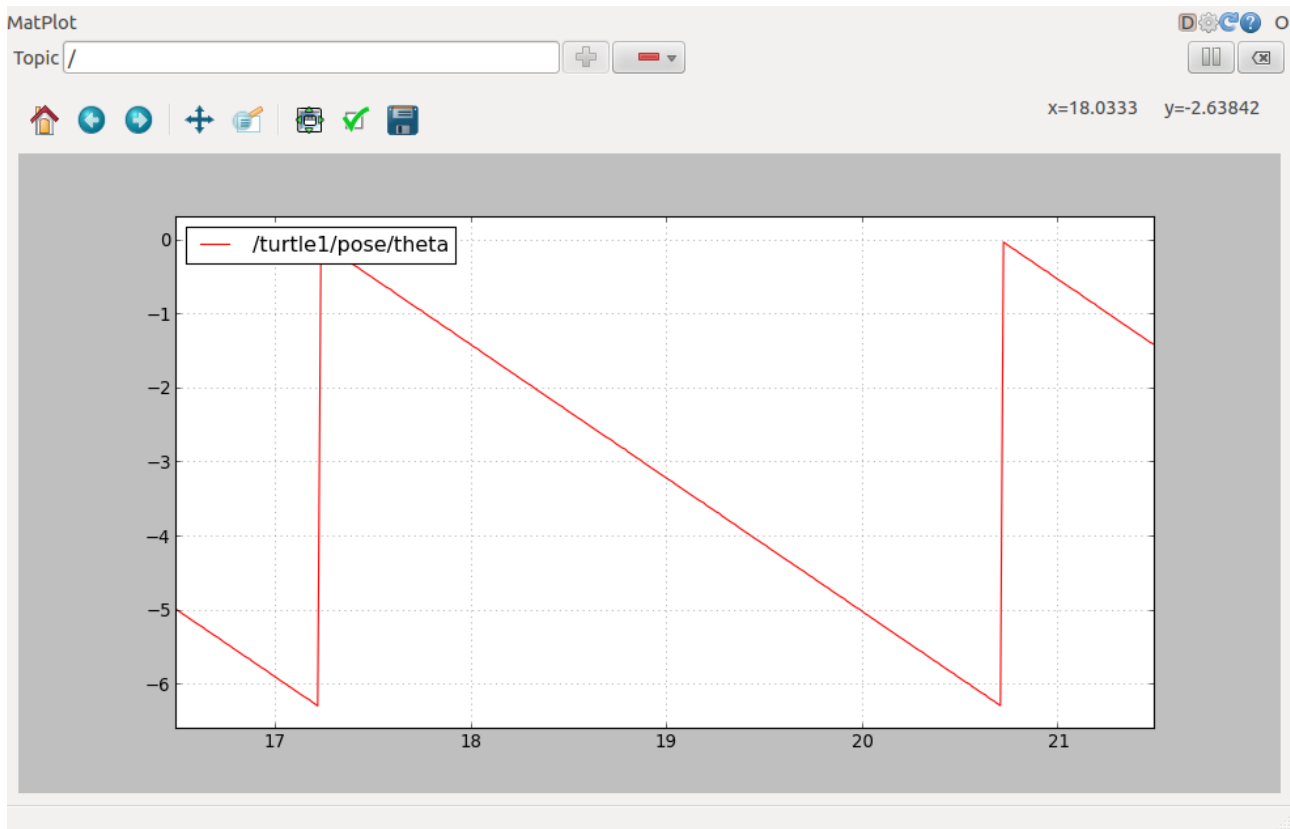 MatPlot D ? O
Topic /
x=18.0333 y=-2.63842
/turtle1/pose/theta
0
−1
−2
−3
−4
−5
−6
17 18 19 20 21